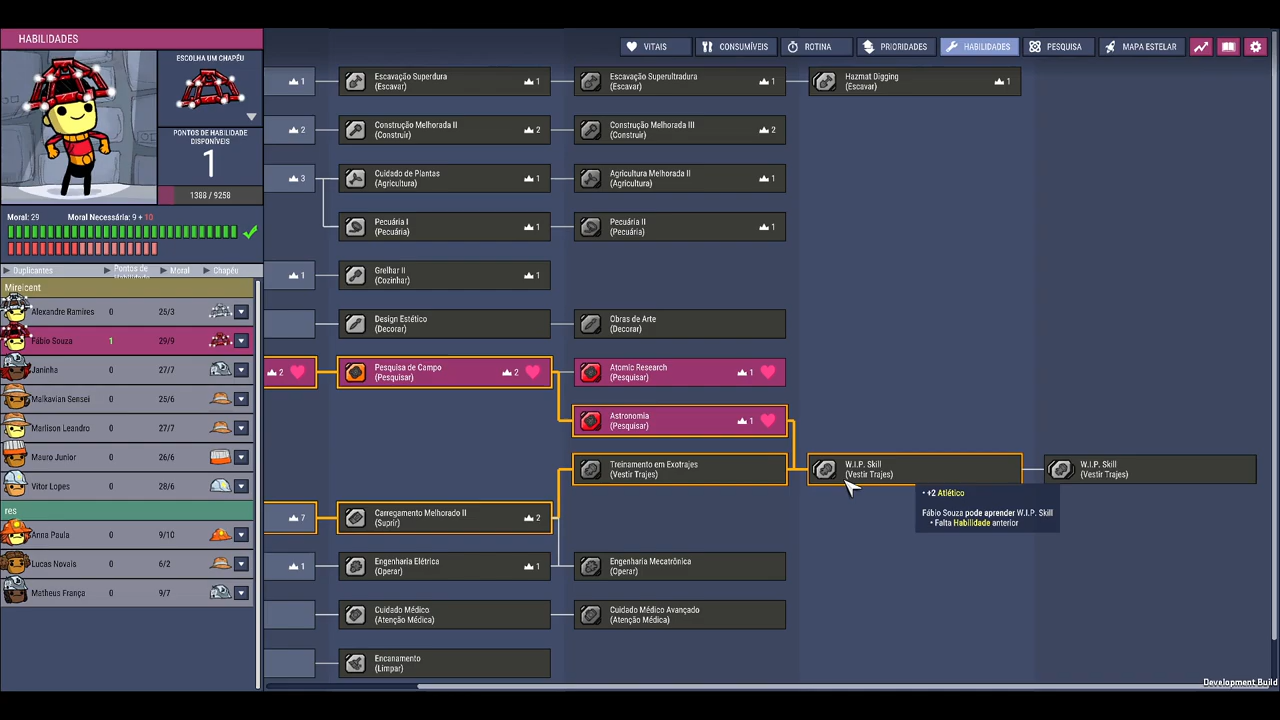 HABILIDADES
ESCOLHA UM CHAPÉU
PONTOS DE HABILIDADE
DISPONÍVEIS
1
1388 / 9258
Moral: 29 Moral Necessária: 9 + 10
Duplicantes Pontos de Habilidade Moral Chapéu
Mireicent
Alexandre Ramires 0 25/3
Fábio Souza 1 29/9
Janinha 0 27/7
Malkavian Sensei 0 25/6
Marlison Leandro 0 27/7
Mauro Junior 0 26/6
Vitor Lopes 0 28/6
res
Anna Paula 0 9/10
Lucas Novais 0 6/2
Matheus França 0 9/7
VITAIS CONSUMÍVEIS ROTINA PRIORIDADES HABILIDADES PESQUISA MAPA ESTELAR
1 Escavação Superdura
(Escavar) 1
Escavação Superultradura
(Escavar) 1
Hazmat Digging
(Escavar) 1
2 Construção Melhorada II
(Construir) 2
Construção Melhorada III
(Construir) 2
3 Cuidado de Plantas
(Agricultura) 1
Agricultura Melhorada II
(Agricultura) 1
Pecuária I
(Pecuária) 1
Pecuária II
(Pecuária) 1
1 Grelhar II
(Cozinhar) 1
Design Estético
(Decorar)
Obras de Arte
(Decorar)
2 Pesquisa de Campo
(Pesquisar) 2
Atomic Research
(Pesquisar) 1
Astronomia
(Pesquisar) 1
Treinamento em Exotrajes
(Vestir Trajes)
W.I.P. Skill
(Vestir Trajes)
W.I.P. Skill
(Vestir Trajes)
• +2 Atlético
Fábio Souza pode aprender W.I.P. Skill
• Falta Habilidade anterior
7 Carregamento Melhorado II
(Suprir) 2
1 Engenharia Elétrica
(Operar) 1
Engenharia Mecatrônica
(Operar)
Cuidado Médico
(Atenção Médica)
Cuidado Médico Avançado
(Atenção Médica)
Encanamento
(Limpar)
Development Build